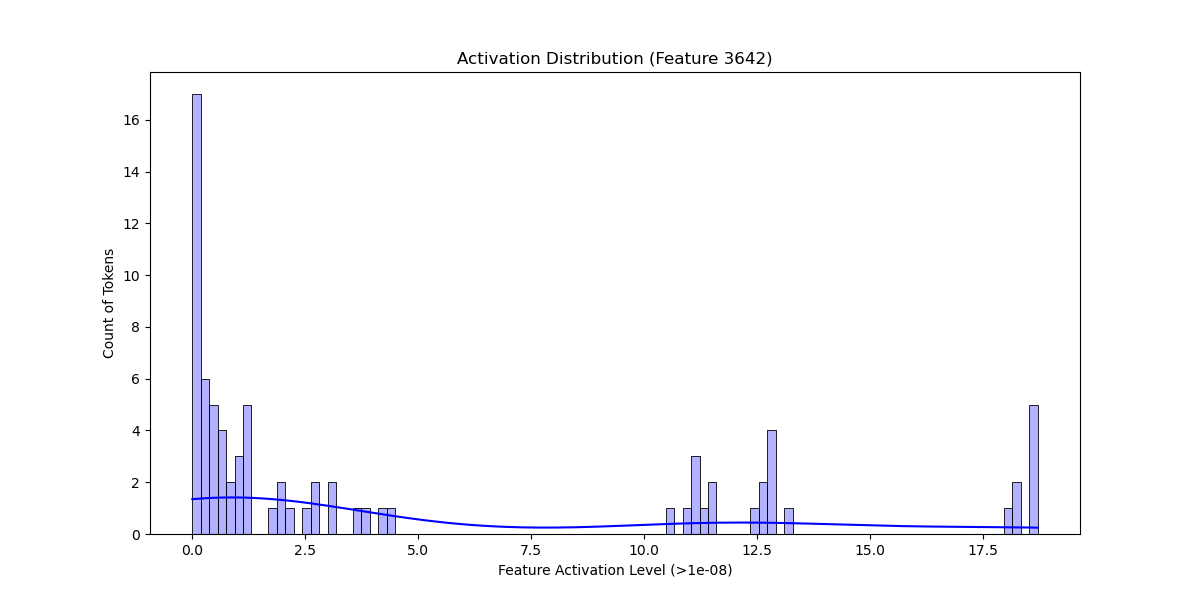 Activation Distribution (Feature 3642)
Count of Tokens
16
14
12
10
8
6
4
2
0
0.0 2.5 5.0 7.5 10.0 12.5 15.0 17.5
Feature Activation Level (>1e-08)